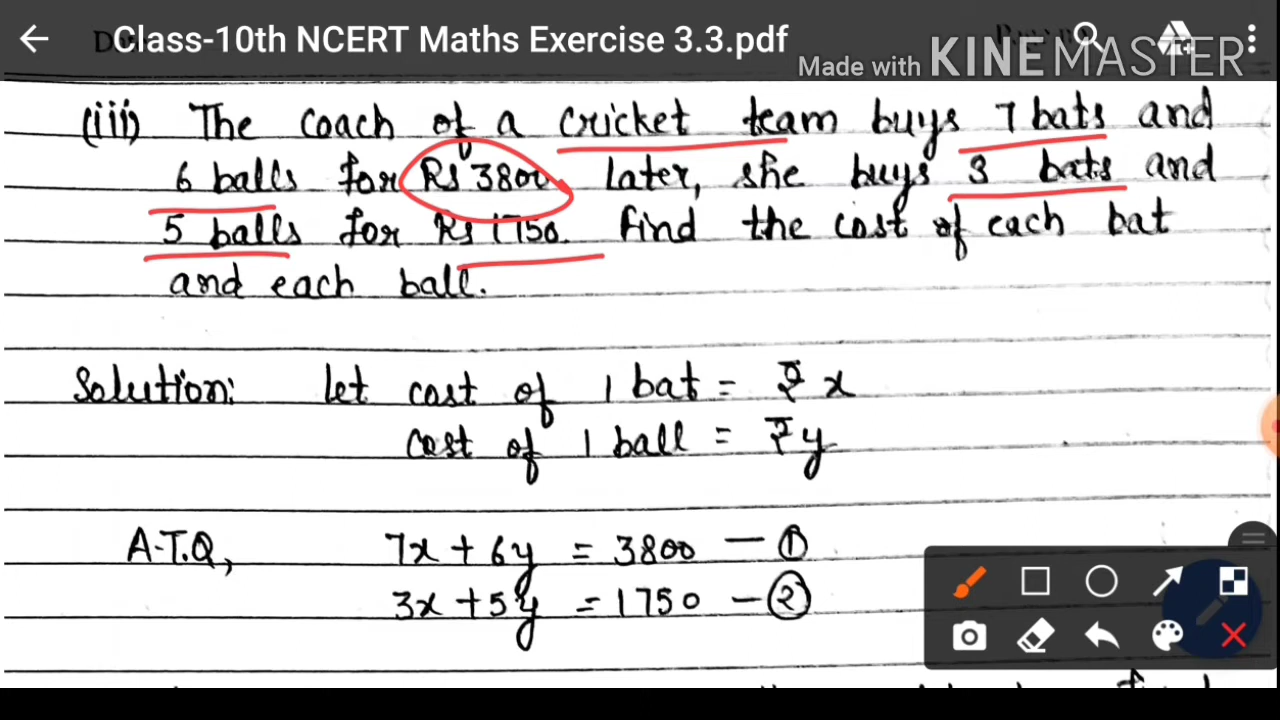 Class-10th NCERT Maths Exercise 3.3.pdf
Made with KINEMASTER
(iii) The coach of a cricket team buys 7 bats and
6 balls for Rs 3800. later, she buys 3 bats and
5 balls for Rs 1750. find the cost of each bat
and each ball.
Solution: let cost of 1 bat = ₹ x
cost of 1 ball = ₹ y
A.T.Q, 7x + 6y = 3800 — ①
3x + 5y = 1750 — ②